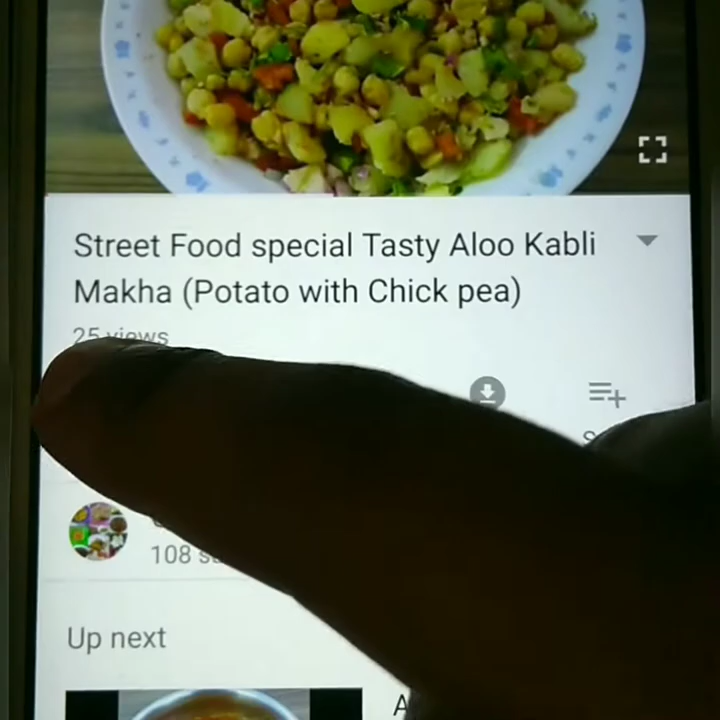 Street Food special Tasty Aloo Kabli
Makha (Potato with Chick pea)
25 views
108
Up next